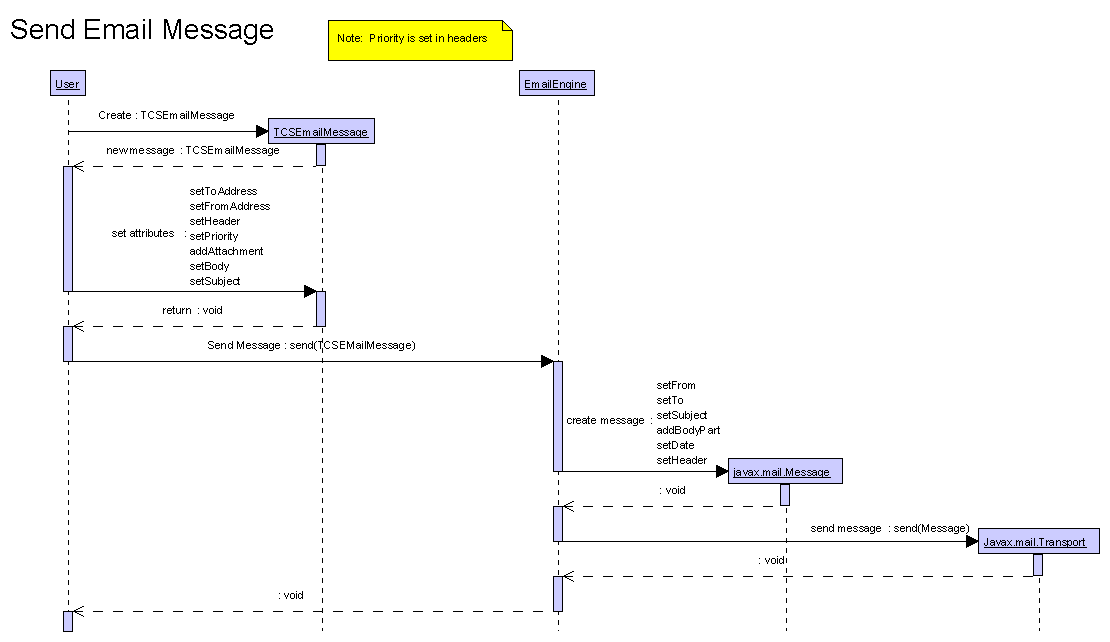 Send Email Message
Note: Priority is set in headers
User
EmailEngine
Create : TCSEmailMessage
TCSEmailMessage
newmessage : TCSEmailMessage
setToAddress
setFromAddress
setHeader
set attributes : setPriority
addAttachment
setBody
setSubject
return : void
Send Message : send(TCSEMailMessage)
setFrom
setTo
create message : setSubject
addBodyPart
setDate
setHeader
javax.mail.Message
: void
send message : send(Message)
Javax.mail.Transport
: void
: void